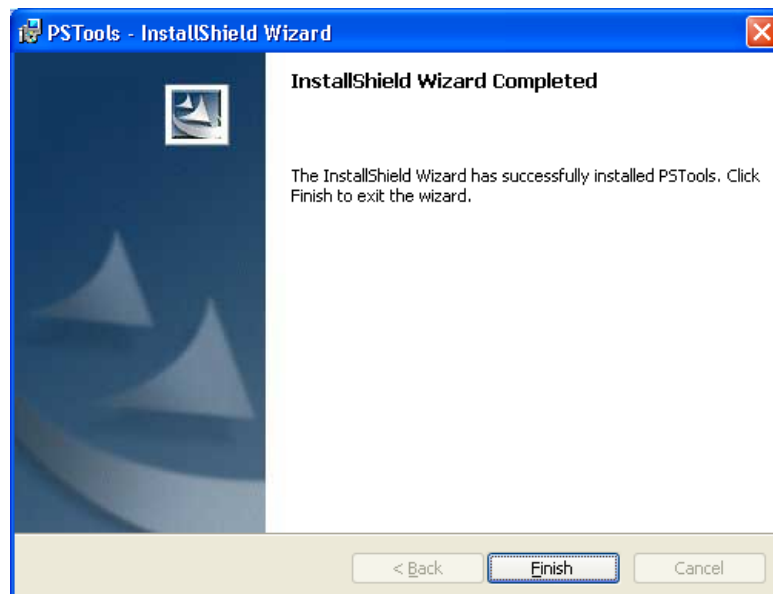 PSTools - InstallShield Wizard
InstallShield Wizard Completed
The InstallShield Wizard has successfully installed PSTools. Click
Finish to exit the wizard.
< Back
Finish
Cancel